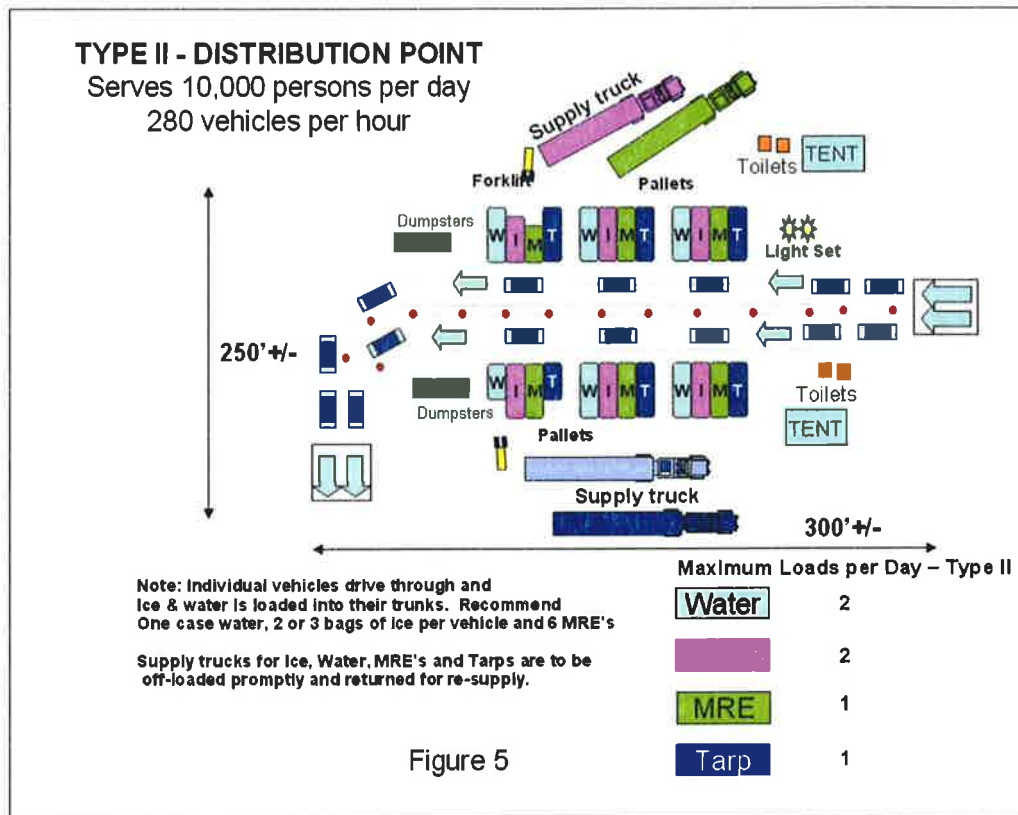 TYPE II - DISTRIBUTION POINT
Serves 10,000 persons per day
280 vehicles per hour
Supply truck
Toilets
TENT
Forklift
Pallets
Dumpsters
W I M T
W I M T
W I M T
Light Set
250'+/-
W I M T
W I M T
W I M T
Toilets
Dumpsters
TENT
Pallets
Supply truck
300'+/-
Note: Individual vehicles drive through and
Ice & water is loaded into their trunks. Recommend
One case water, 2 or 3 bags of Ice per vehicle and 6 MRE's
Supply trucks for Ice, Water, MRE's and Tarps are to be
off-loaded promptly and returned for re-supply.
Maximum Loads per Day – Type II
Water 2
2
MRE 1
Tarp 1
Figure 5